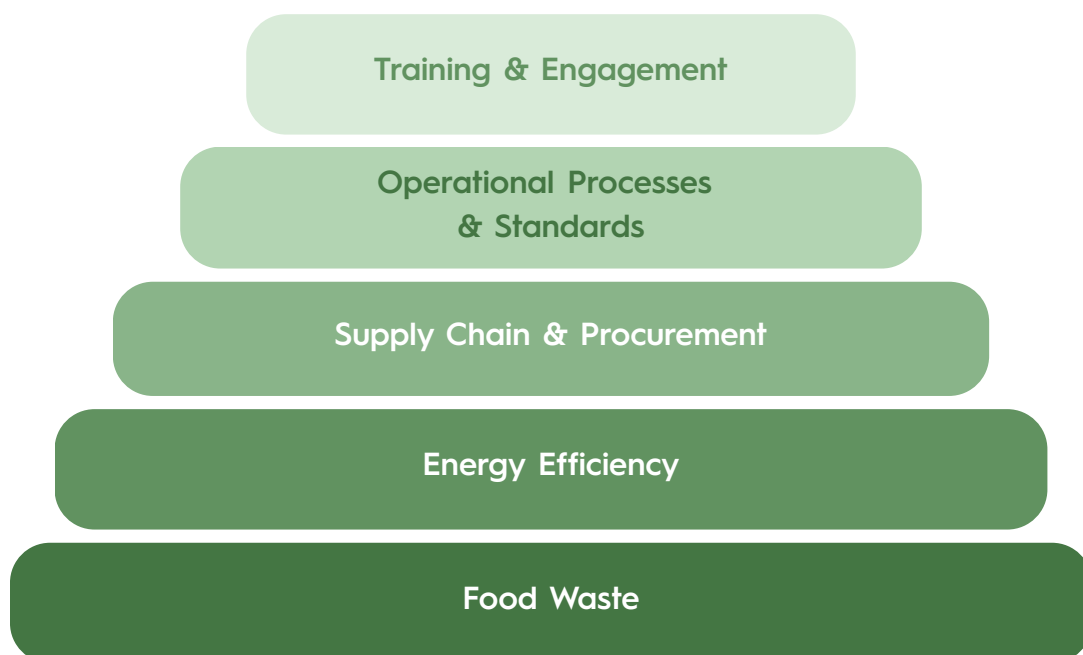 Training & Engagement
Operational Processes
& Standards
Supply Chain & Procurement
Energy Efficiency
Food Waste